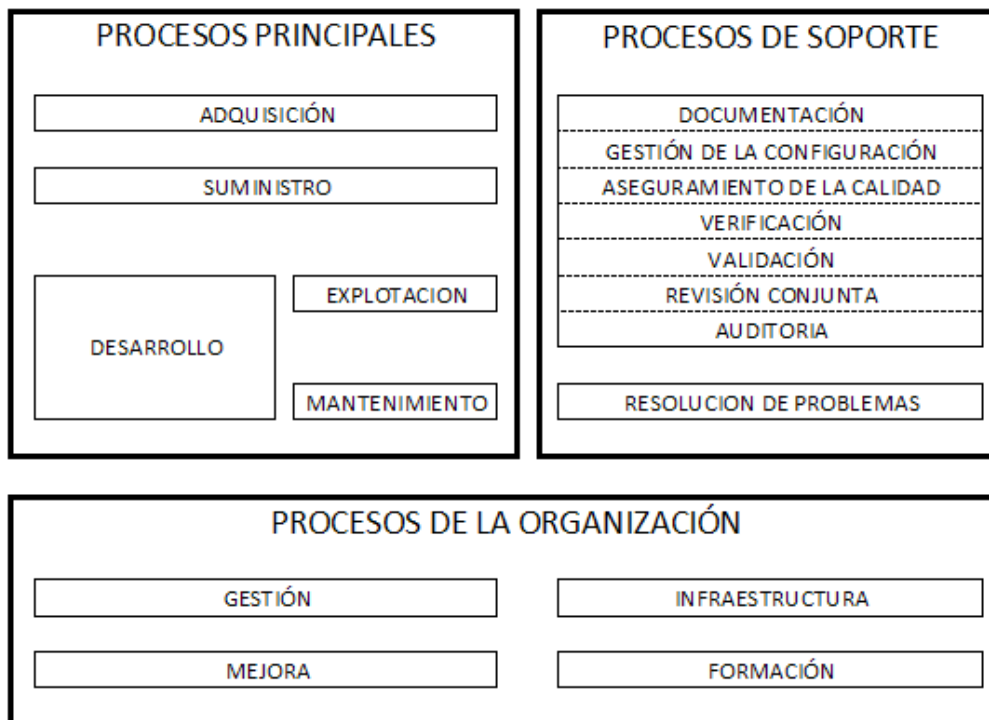 PROCESOS PRINCIPALES
ADQUISICIÓN
SUMINISTRO
DESARROLLO
EXPLOTACION
MANTENIMIENTO
PROCESOS DE SOPORTE
DOCUMENTACIÓN
GESTIÓN DE LA CONFIGURACIÓN
ASEGURAMIENTO DE LA CALIDAD
VERIFICACIÓN
VALIDACIÓN
REVISIÓN CONJUNTA
AUDITORIA
RESOLUCION DE PROBLEMAS
PROCESOS DE LA ORGANIZACIÓN
GESTIÓN
INFRAESTRUCTURA
MEJORA
FORMACIÓN